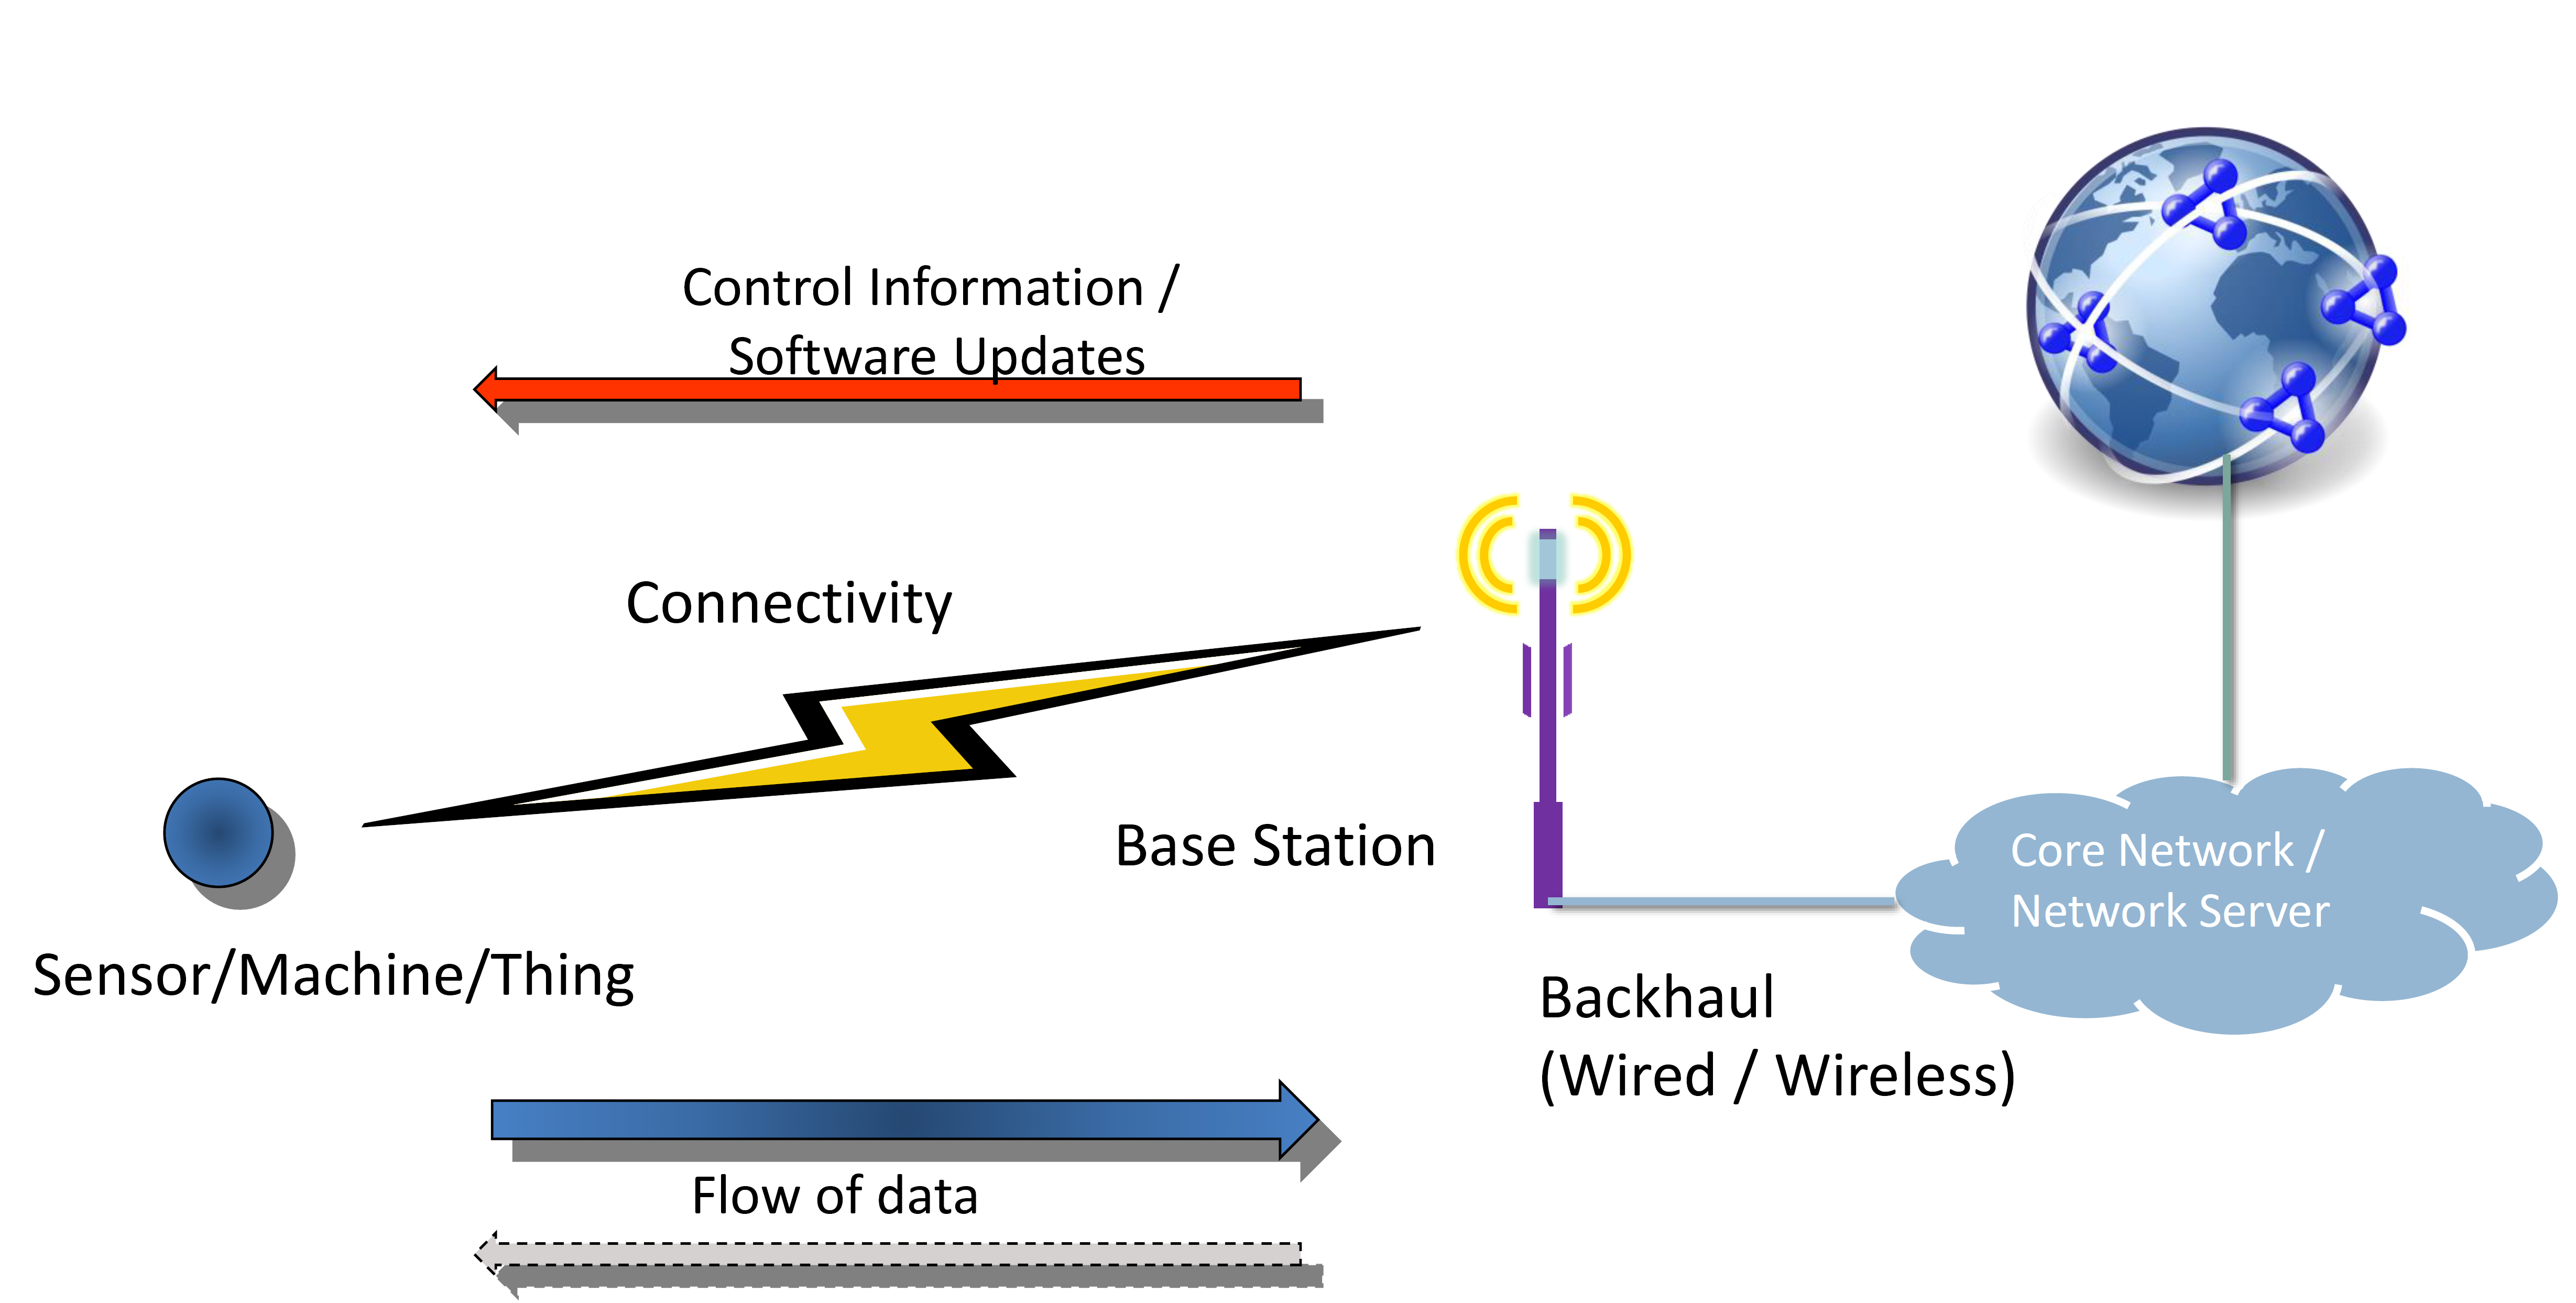 Control Information /
Software Updates
Connectivity
Base Station
Core Network /
Network Server
Sensor/Machine/Thing
Backhaul
(Wired / Wireless)
Flow of data